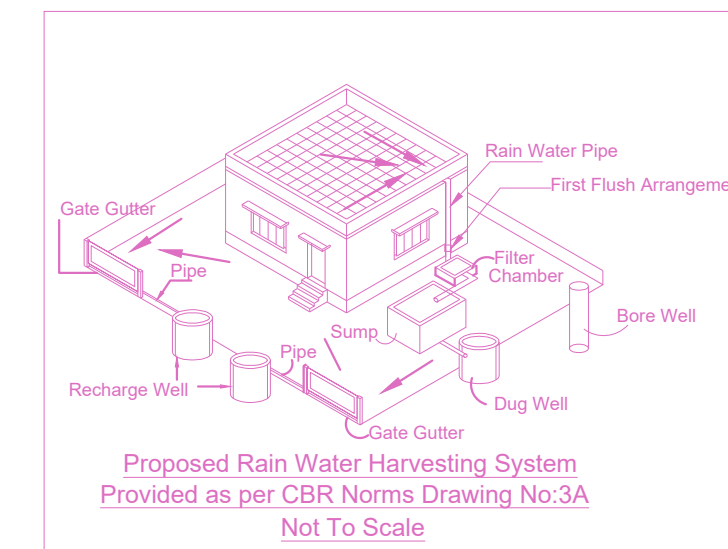 Rain Water Pipe
First Flush Arrangeme
Gate Gutter
Filter
Chamber
Pipe
Bore Well
Sump
Pipe
Recharge Well
Dug Well
Gate Gutter
Proposed Rain Water Harvesting System
Provided as per CBR Norms Drawing No:3A
Not To Scale